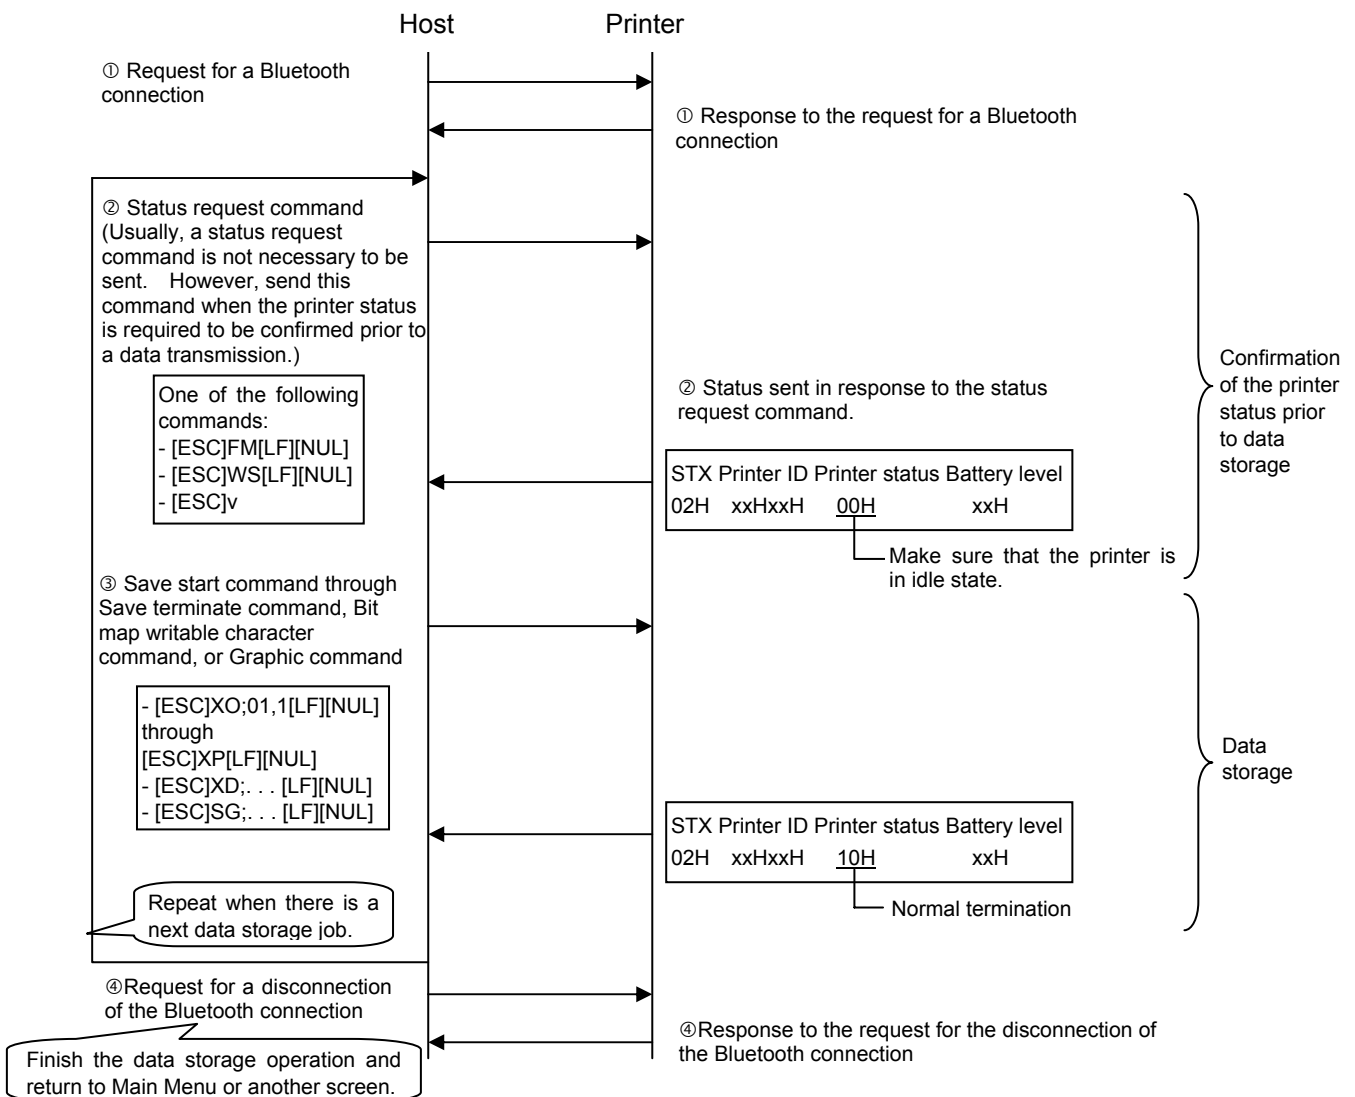 Host
Printer
① Request for a Bluetooth
connection
① Response to the request for a Bluetooth
connection
② Status request command
(Usually, a status request
command is not necessary to be
sent. However, send this
command when the printer status
is required to be confirmed prior to
a data transmission.)
One of the following
commands:
- [ESC]FM[LF][NUL]
- [ESC]WS[LF][NUL]
- [ESC]v
② Status sent in response to the status
request command.
STX Printer ID Printer status Battery level
02H xxHxxH 00H xxH
Make sure that the printer is
in idle state.
Confirmation
of the printer
status prior
to data
storage
③ Save start command through
Save terminate command, Bit
map writable character
command, or Graphic command
- [ESC]XO;01,1[LF][NUL]
through
[ESC]XP[LF][NUL]
- [ESC]XD;. . . [LF][NUL]
- [ESC]SG;. . . [LF][NUL]
STX Printer ID Printer status Battery level
02H xxHxxH 10H xxH
Normal termination
Data
storage
Repeat when there is a
next data storage job.
④Request for a disconnection
of the Bluetooth connection
④Response to the request for the disconnection of
the Bluetooth connection
Finish the data storage operation and
return to Main Menu or another screen.